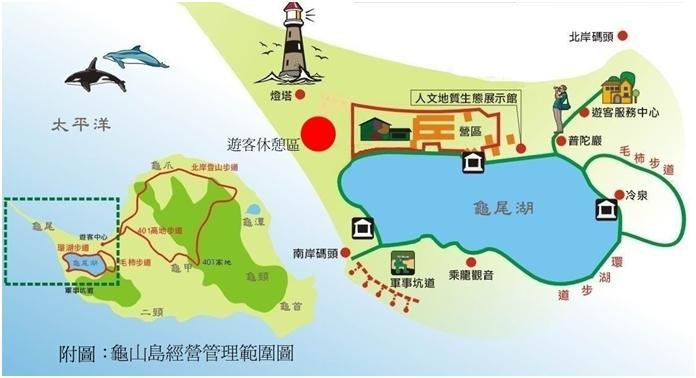 北岸碼頭
燈塔
人文地質生態展示館
遊客服務中心
太平洋
營區
遊客休憩區
普陀巖
毛柿步道
龜爪
北岸登山步道
冷泉
龜尾湖
龜尾
遊客中心
401高地步道
龜潭
環湖步道
南岸碼頭
龜尾湖
毛柿步道
龜甲
401高地
軍事坑道
乘龍觀音
環湖步道
龜頸
軍事坑道
二頸
龜首
附圖：龜山島經營管理範圍圖